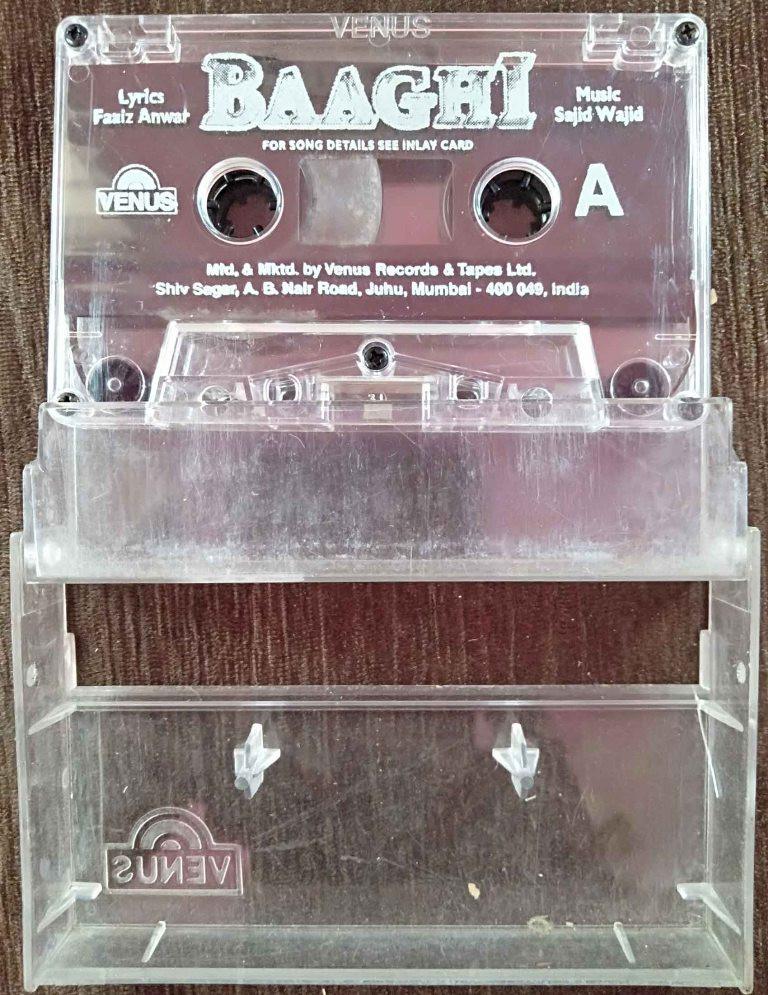 VENUS
BAAGHI
Lyrics
Faaiz Anwar
Music
Sajid Wajid
FOR SONG DETAILS SEE INLAY CARD
VENUS
A
Mfd. & Mktd. by Venus Records & Tapes Ltd.
Shiv Sagar, A. B. Nair Road, Juhu, Mumbai - 400 049, India
VENUS